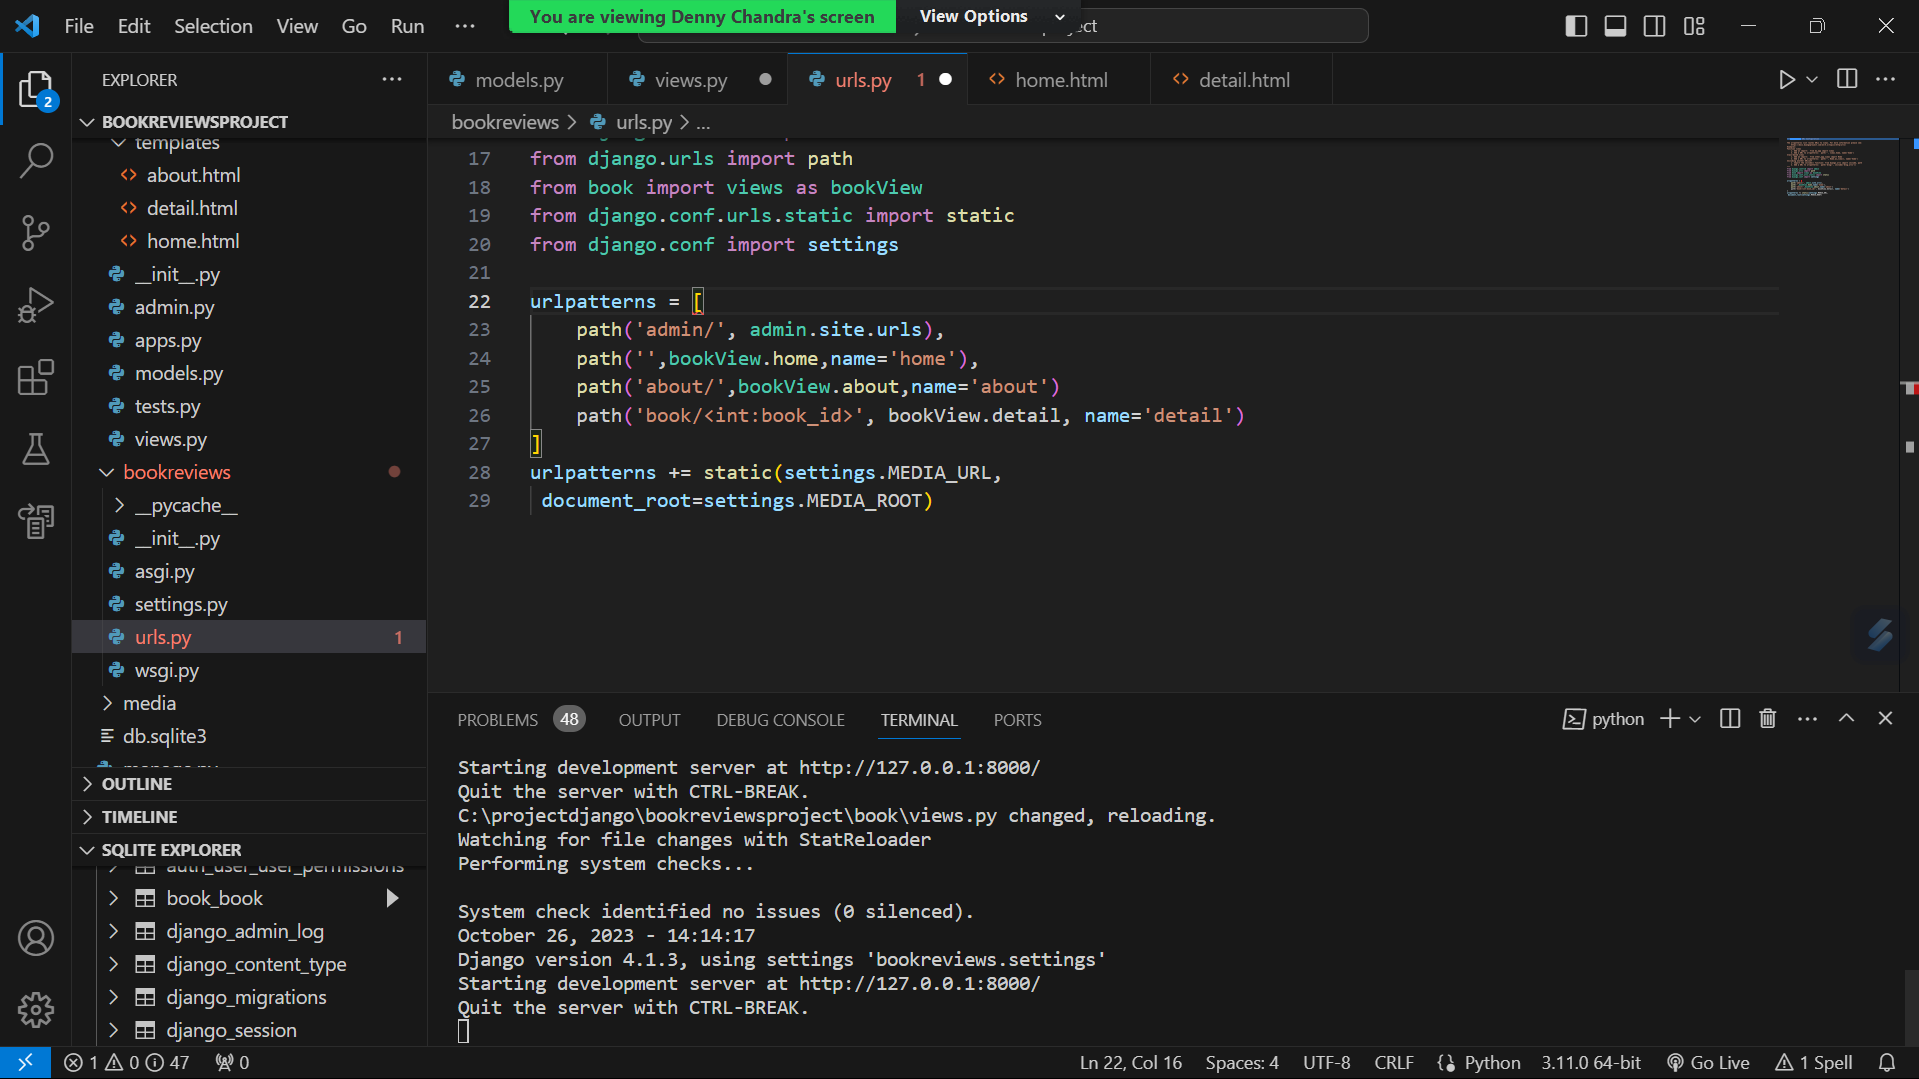 File Edit Selection View Go Run ...
You are viewing Denny Chandra's screen View Options
ject
EXPLORER
BOOKREVIEWSPROJECT
templates
about.html
detail.html
home.html
__init__.py
admin.py
apps.py
models.py
tests.py
views.py
bookreviews
__pycache__
__init__.py
asgi.py
settings.py
urls.py 1
wsgi.py
media
db.sqlite3
OUTLINE
TIMELINE
SQLITE EXPLORER
auth_user_user_permissions
book_book
django_admin_log
django_content_type
django_migrations
django_session
2
models.py views.py urls.py 1 home.html detail.html
bookreviews > urls.py > ...
17 from django.urls import path
18 from book import views as bookView
19 from django.conf.urls.static import static
20 from django.conf import settings
21
22 urlpatterns = [
23 path('admin/', admin.site.urls),
24 path('',bookView.home,name='home'),
25 path('about/',bookView.about,name='about')
26 path('book/<int:book_id>', bookView.detail, name='detail')
27 ]
28 urlpatterns += static(settings.MEDIA_URL,
29 document_root=settings.MEDIA_ROOT)
PROBLEMS 48 OUTPUT DEBUG CONSOLE TERMINAL PORTS
python
Starting development server at http://127.0.0.1:8000/
Quit the server with CTRL-BREAK.
C:\projectdjango\bookreviewsproject\book\views.py changed, reloading.
Watching for file changes with StatReloader
Performing system checks...
System check identified no issues (0 silenced).
October 26, 2023 - 14:14:17
Django version 4.1.3, using settings 'bookreviews.settings'
Starting development server at http://127.0.0.1:8000/
Quit the server with CTRL-BREAK.
1 0 47 0
Ln 22, Col 16 Spaces: 4 UTF-8 CRLF {} Python 3.11.0 64-bit Go Live 1 Spell